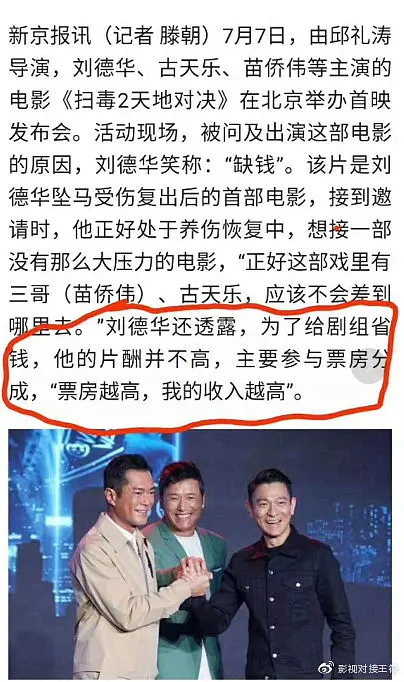 新京报讯（记者 滕朝）7月7日，由邱礼涛
导演，刘德华、古天乐、苗侨伟等主演的
电影《扫毒2天地对决》在北京举办首映
发布会。活动现场，被问及出演这部电影
的原因，刘德华笑称：“缺钱”。该片是刘
德华坠马受伤复出后的首部电影，接到邀
请时，他正好处于养伤恢复中，想接一部
没有那么大压力的电影，“正好这部戏里有
三哥（苗侨伟）、古天乐，应该不会差到
哪里去。”刘德华还透露，为了给剧组省
钱，他的片酬并不高，主要参与票房分
成，“票房越高，我的收入越高”。
影视对接王